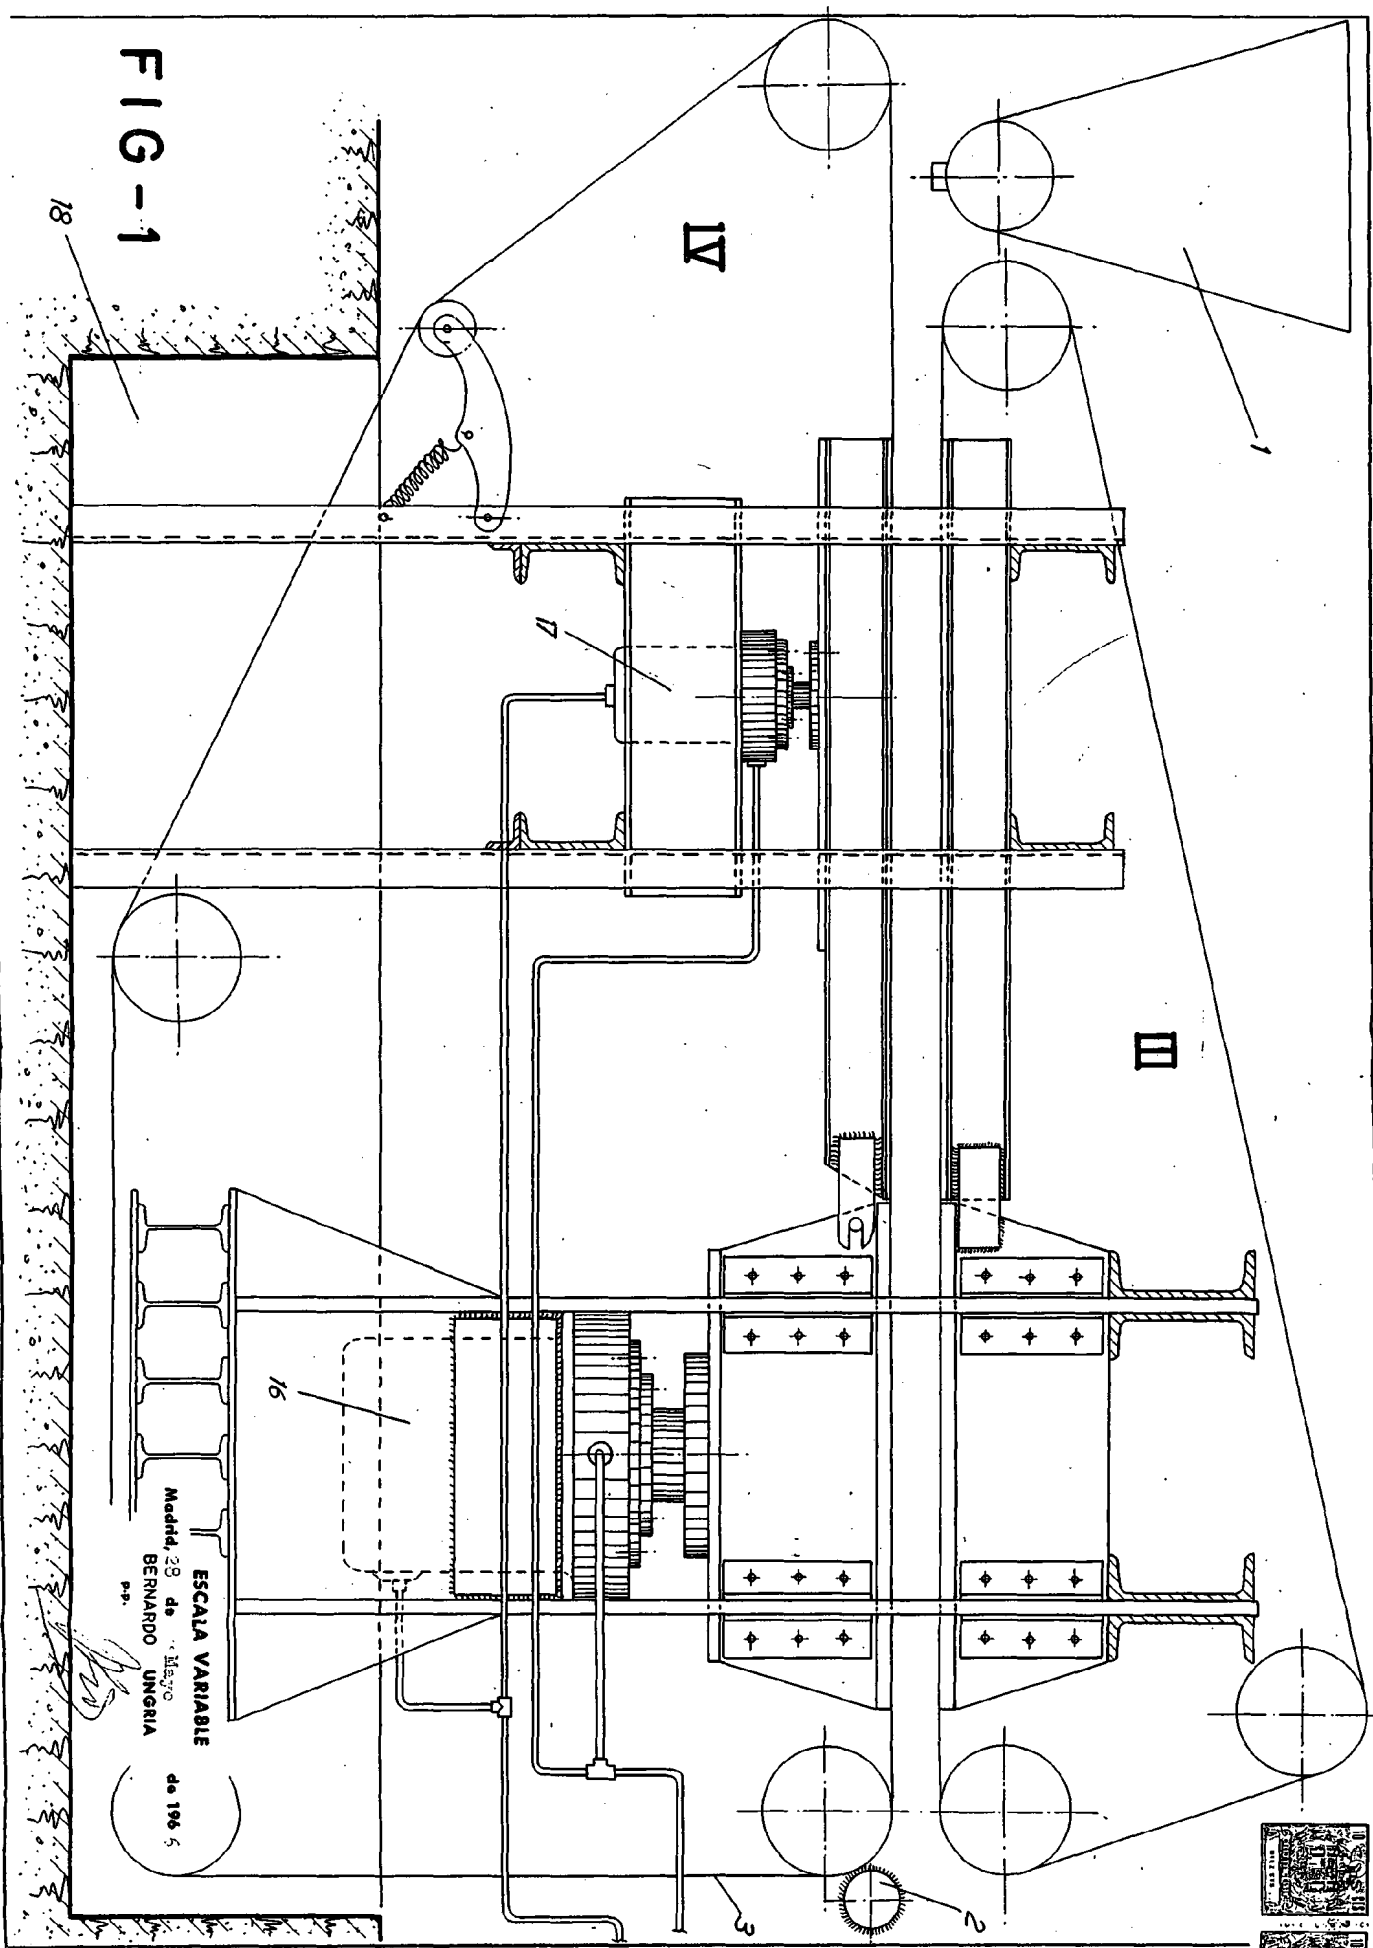 FIG-1
18
IV
1
17
III
16
2
3
ESCALA VARIABLE
Madrid, 28 de Mayo de 196
BERNARDO UNGRIA
P.P.